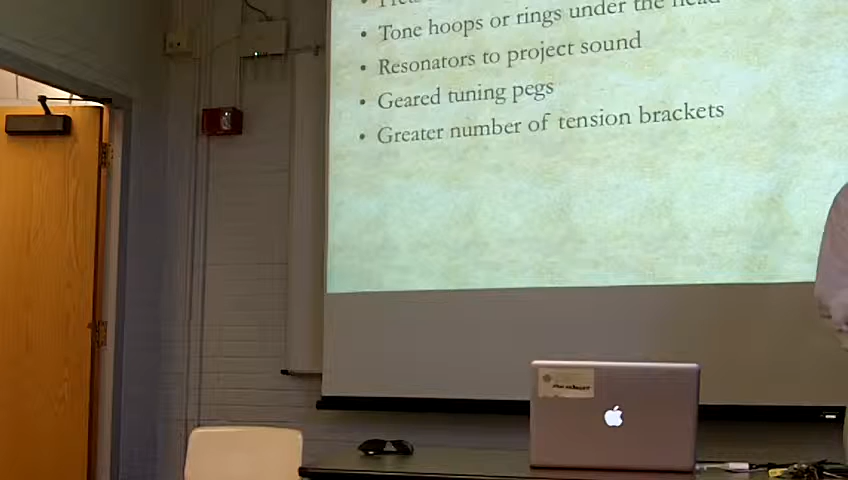 • Tone hoops or rings under the head
• Resonators to project sound
• Geared tuning pegs
• Greater number of tension brackets